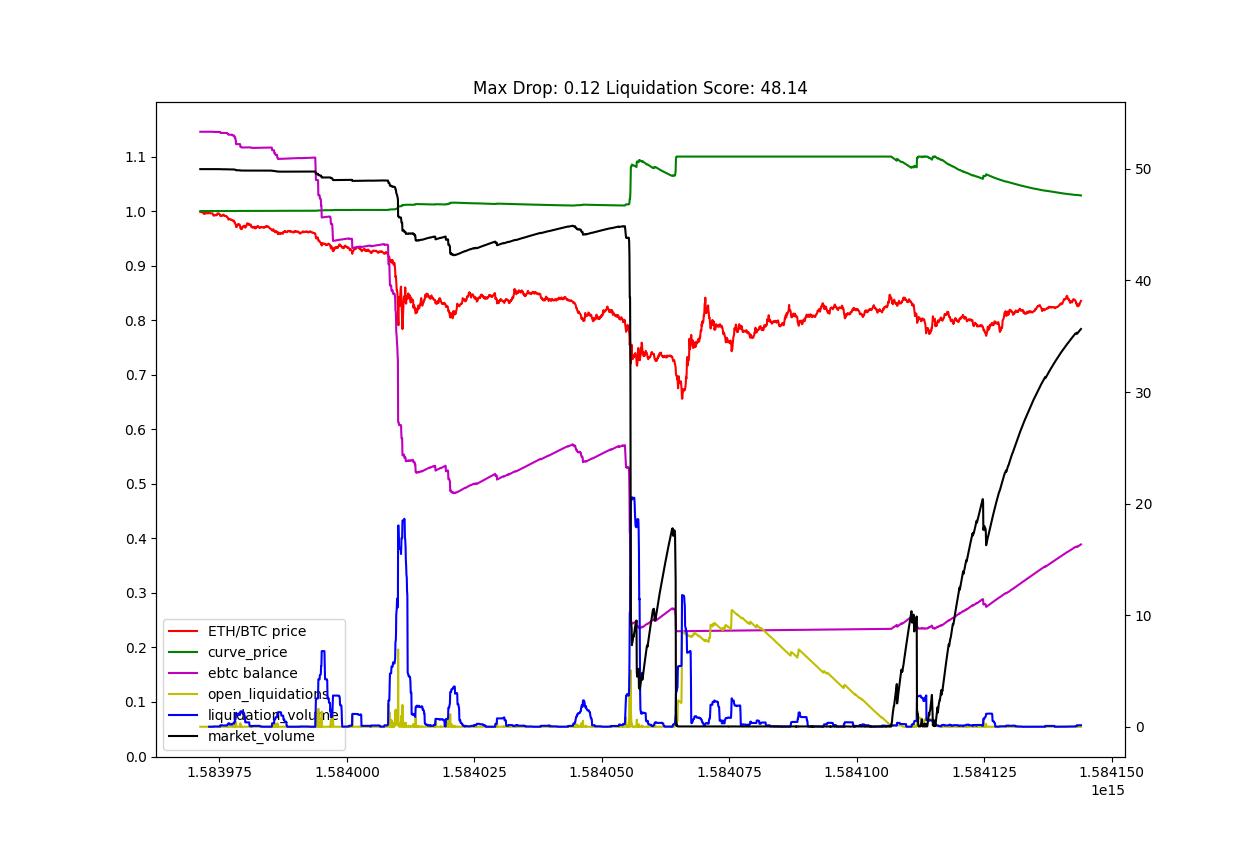 Max Drop: 0.12 Liquidation Score: 48.14
1.1
1.0
0.9
0.8
0.7
0.6
0.5
0.4
0.3
0.2
0.1
0.0
50
40
30
20
10
0
ETH/BTC price
curve_price
ebtc balance
open_liquidations
liquidation_volume
market_volume
1.583975 1.584000 1.584025 1.584050 1.584075 1.584100 1.584125 1.584150
1e15